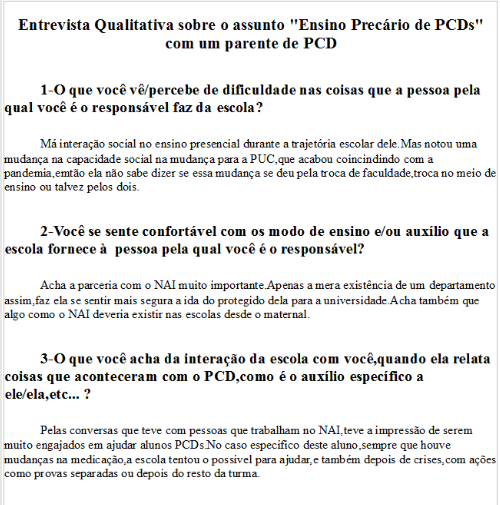 Entrevista Qualitativa sobre o assunto "Ensino Precário de PCDs"
com um parente de PCD
1-O que você vê/percebe de dificuldade nas coisas que a pessoa pela
qual você é o responsável faz da escola?
Má interação social no ensino presencial durante a trajetória escolar dele.Mas notou uma
mudança na capacidade social na mudança para a PUC,que acabou coincindindo com a
pandemia,emtão ela não sabe dizer se essa mudança se deu pela troca de faculdade,troca no meio de
ensino ou talvez pelos dois.
2-Você se sente confortável com os modo de ensino e/ou auxílio que a
escola fornece à pessoa pela qual você é o responsável?
Acha a parceria com o NAI muito importante.Apenas a mera existência de um departamento
assim,faz ela se sentir mais segura a ida do protegido dela para a universidade.Acha também que
algo como o NAI deveria existir nas escolas desde o maternal.
3-O que você acha da interação da escola com você,quando ela relata
coisas que aconteceram com o PCD,como é o auxílio especifico a
ele/ela,etc... ?
Pelas conversas que teve com pessoas que trabalham no NAI,teve a impressão de serem
muito engajados em ajudar alunos PCDs.No caso especifico deste aluno,sempre que houve
mudanças na medicação,a escola tentou o possivel para ajudar,e também depois de crises,com ações
como provas separadas ou depois do resto da turma.